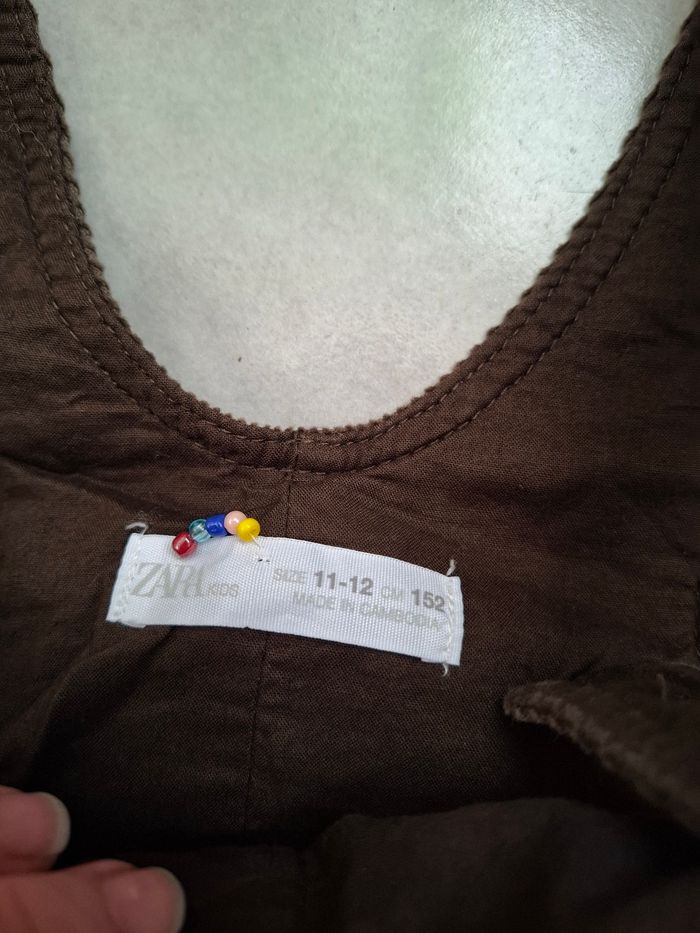 ZARA KIDS
SIZE 11-12 CM 152
MADE IN CAMBODIA